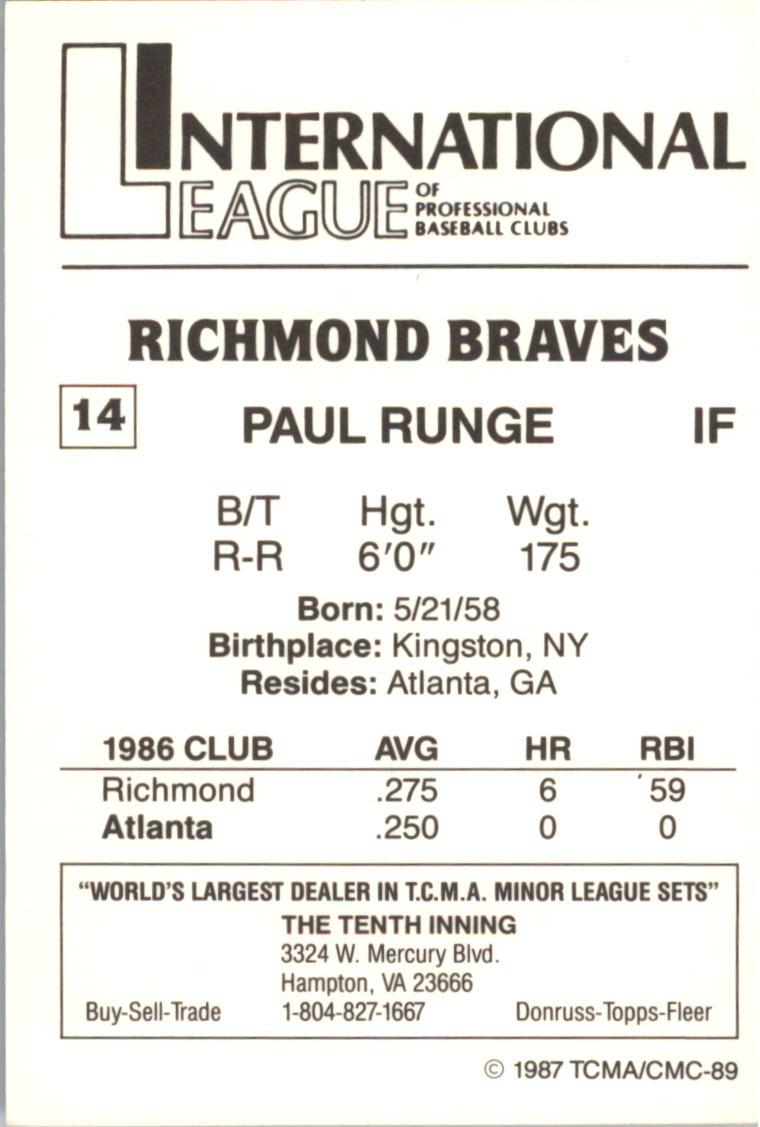 INTERNATIONAL
LEAGUE OF
PROFESSIONAL
BASEBALL CLUBS
RICHMOND BRAVES
14 PAUL RUNGE IF
B/T Hgt. Wgt.
R-R 6'0" 175
Born: 5/21/58
Birthplace: Kingston, NY
Resides: Atlanta, GA
1986 CLUB AVG HR RBI
Richmond .275 6 59
Atlanta .250 0 0
"WORLD'S LARGEST DEALER IN T.C.M.A. MINOR LEAGUE SETS"
THE TENTH INNING
3324 W. Mercury Blvd.
Hampton, VA 23666
Buy-Sell-Trade 1-804-827-1667 Donruss-Topps-Fleer
© 1987 TCMA/CMC-89